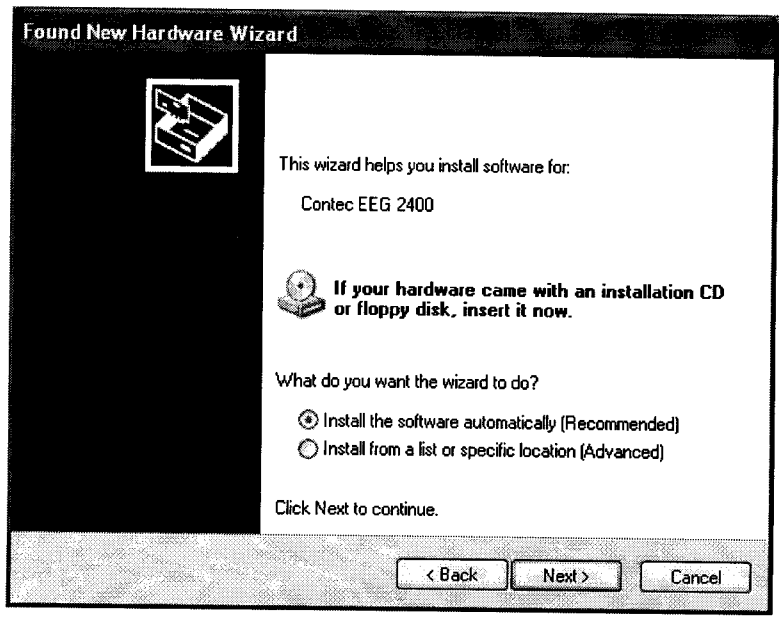 Found New Hardware Wizard
This wizard helps you install software for:
Contec EEG 2400
If your hardware came with an installation CD
or floppy disk, insert it now.
What do you want the wizard to do?
Install the software automatically (Recommended)
Install from a list or specific location (Advanced)
Click Next to continue.
< Back
Next >
Cancel